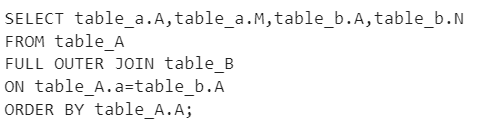 SELECT table_a.A,table_a.M,table_b.A,table_b.N
FROM table_A
FULL OUTER JOIN table_B
ON table_A.a=table_b.A
ORDER BY table_A.A;